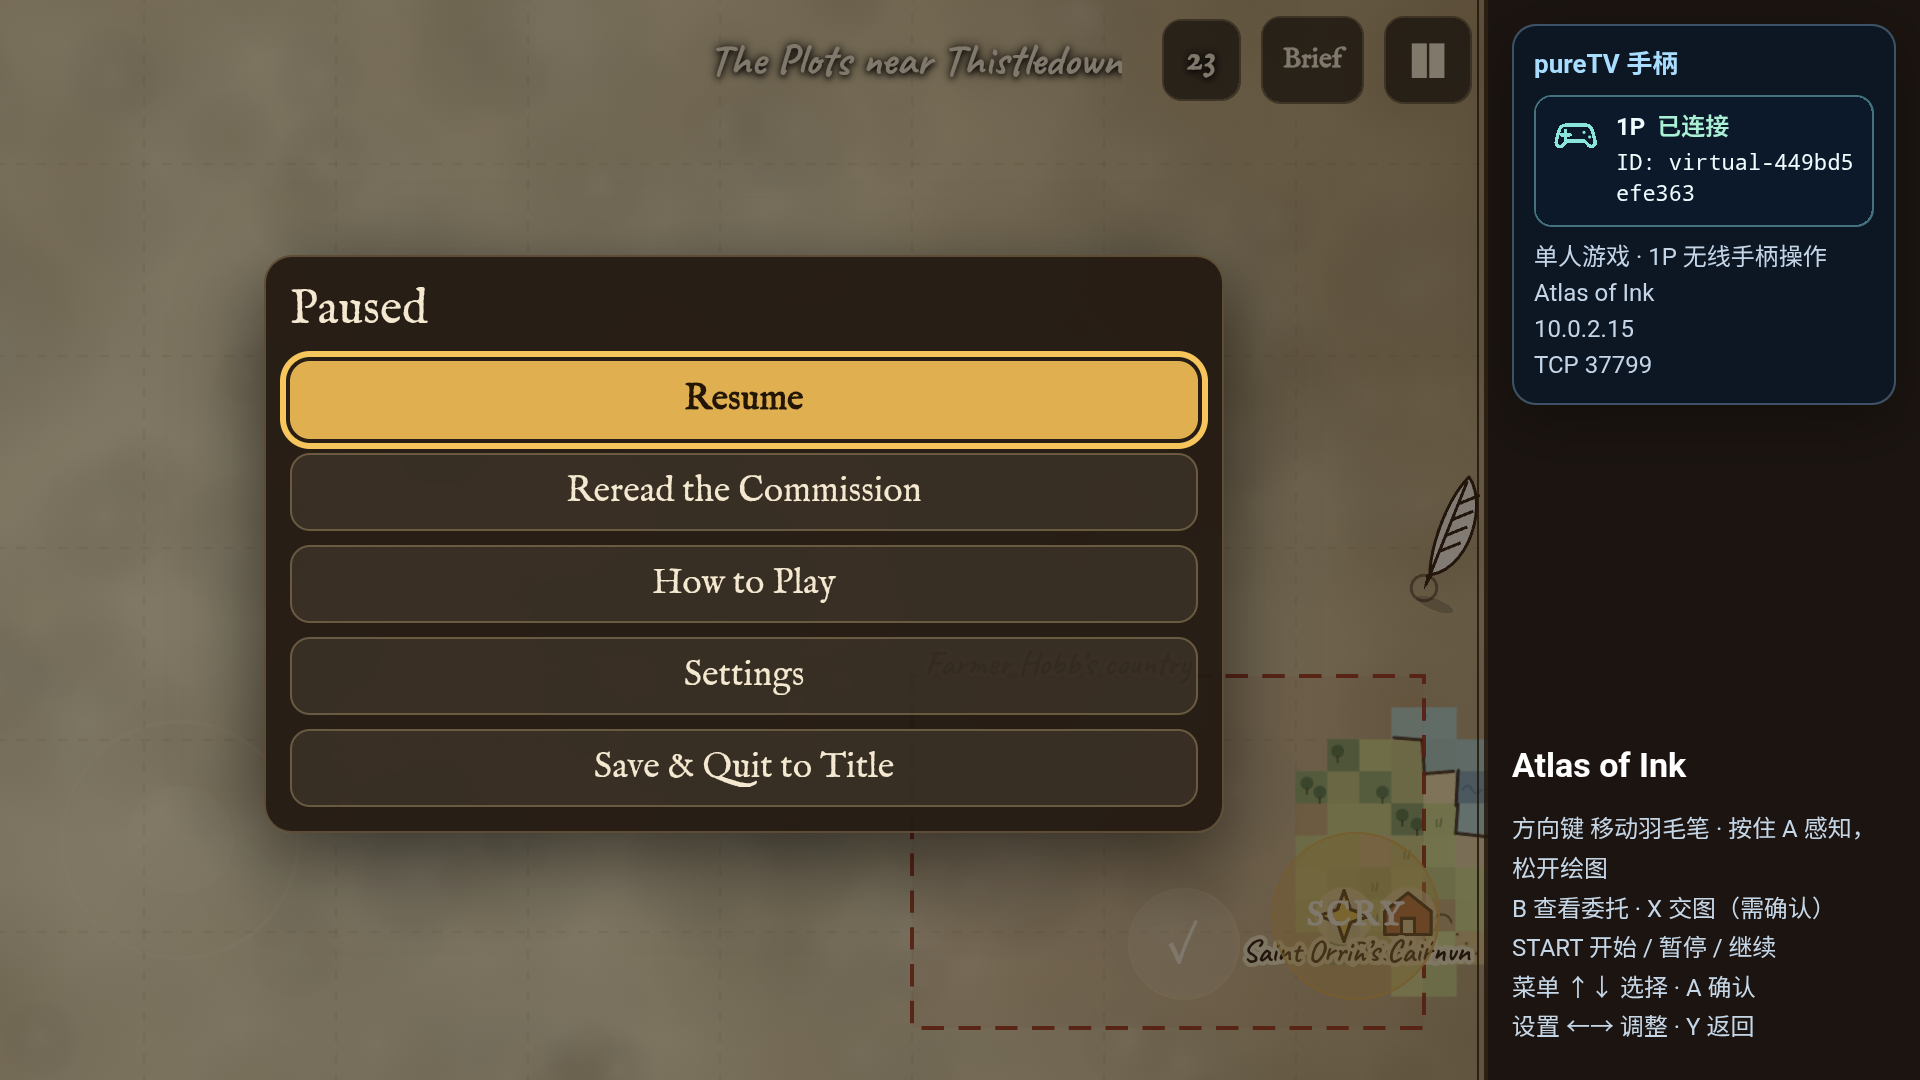 The Plots near Thistledown
23
Brief
Paused
Resume
Reread the Commission
How to Play
Settings
Save & Quit to Title
Farmer Hobb's country
SCRY
Saint Orrin's Cairn
pureTV 手柄
1P 已连接
ID: virtual-449bd5
efe363
单人游戏 · 1P 无线手柄操作
Atlas of Ink
10.0.2.15
TCP 37799
Atlas of Ink
方向键 移动羽毛笔 · 按住 A 感知，
松开绘图
B 查看委托 · X 交图（需确认）
START 开始 / 暂停 / 继续
菜单 ↑↓ 选择 · A 确认
设置 ←→ 调整 · Y 返回